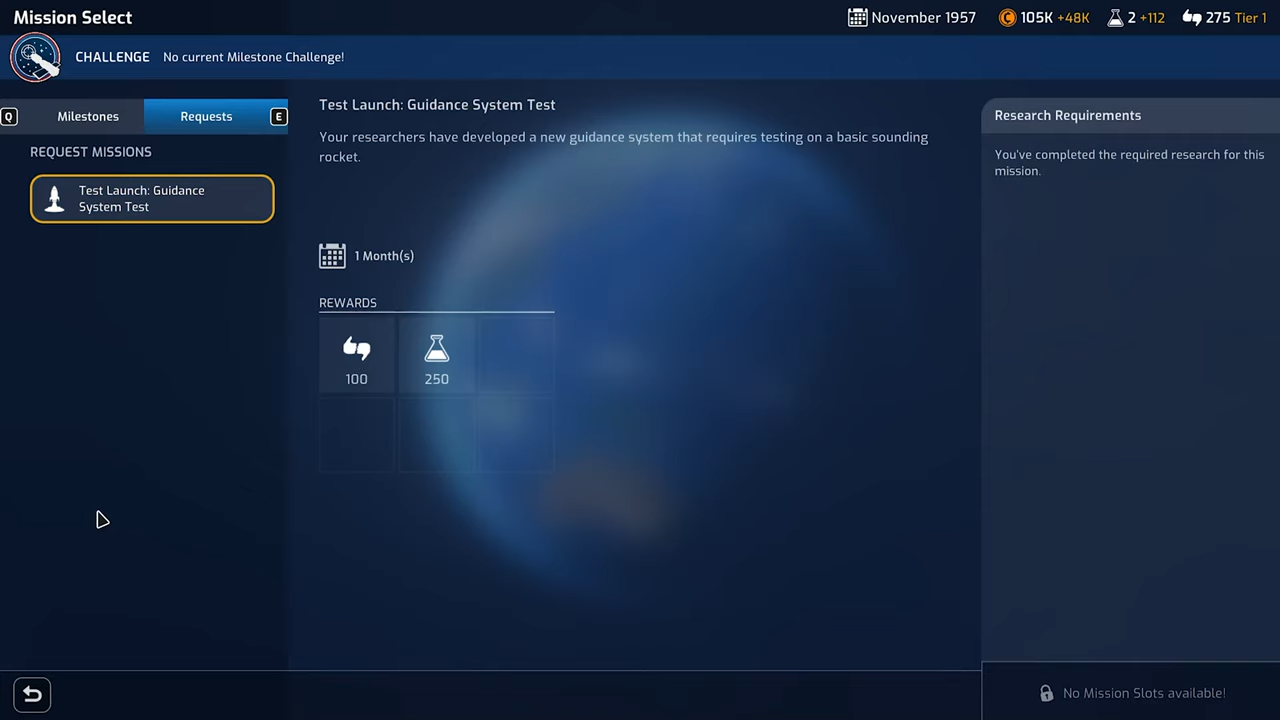 Mission Select
November 1957
C 105K +48K
2 +112
275 Tier 1
CHALLENGE No current Milestone Challenge!
Q Milestones Requests E
REQUEST MISSIONS
Test Launch: Guidance
System Test
Test Launch: Guidance System Test
Your researchers have developed a new guidance system that requires testing on a basic sounding
rocket.
1 Month(s)
REWARDS
100
250
Research Requirements
You've completed the required research for this
mission.
No Mission Slots available!